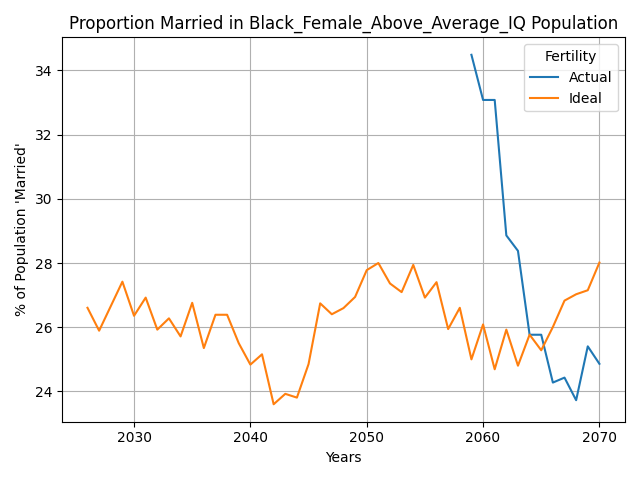 Proportion Married in Black_Female_Above_Average_IQ Population
Fertility
Actual
Ideal
% of Population 'Married'
34
32
30
28
26
24
2030
2040
2050
2060
2070
Years